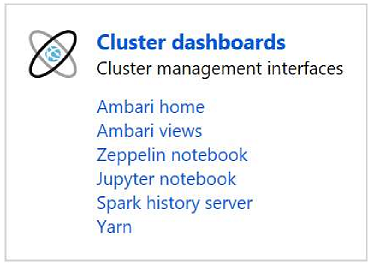 Cluster dashboards
Cluster management interfaces
Ambari home
Ambari views
Zeppelin notebook
Jupyter notebook
Spark history server
Yarn